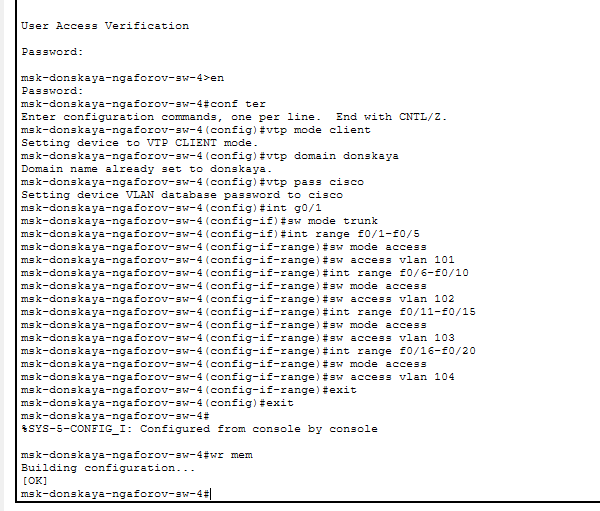 User Access Verification
Password:
msk-donskaya-ngaforov-sw-4>en
Password:
msk-donskaya-ngaforov-sw-4#conf ter
Enter configuration commands, one per line.  End with CNTL/Z.
msk-donskaya-ngaforov-sw-4(config)#vtp mode client
Setting device to VTP CLIENT mode.
msk-donskaya-ngaforov-sw-4(config)#vtp domain donskaya
Domain name already set to donskaya.
msk-donskaya-ngaforov-sw-4(config)#vtp pass cisco
Setting device VLAN database password to cisco
msk-donskaya-ngaforov-sw-4(config)#int g0/1
msk-donskaya-ngaforov-sw-4(config-if)#sw mode trunk
msk-donskaya-ngaforov-sw-4(config-if)#int range f0/1-f0/5
msk-donskaya-ngaforov-sw-4(config-if-range)#sw mode access
msk-donskaya-ngaforov-sw-4(config-if-range)#sw access vlan 101
msk-donskaya-ngaforov-sw-4(config-if-range)#int range f0/6-f0/10
msk-donskaya-ngaforov-sw-4(config-if-range)#sw mode access
msk-donskaya-ngaforov-sw-4(config-if-range)#sw access vlan 102
msk-donskaya-ngaforov-sw-4(config-if-range)#int range f0/11-f0/15
msk-donskaya-ngaforov-sw-4(config-if-range)#sw mode access
msk-donskaya-ngaforov-sw-4(config-if-range)#sw access vlan 103
msk-donskaya-ngaforov-sw-4(config-if-range)#int range f0/16-f0/20
msk-donskaya-ngaforov-sw-4(config-if-range)#sw mode access
msk-donskaya-ngaforov-sw-4(config-if-range)#sw access vlan 104
msk-donskaya-ngaforov-sw-4(config-if-range)#exit
msk-donskaya-ngaforov-sw-4(config)#exit
msk-donskaya-ngaforov-sw-4#
%SYS-5-CONFIG_I: Configured from console by console
msk-donskaya-ngaforov-sw-4#wr mem
Building configuration...
[OK]
msk-donskaya-ngaforov-sw-4#